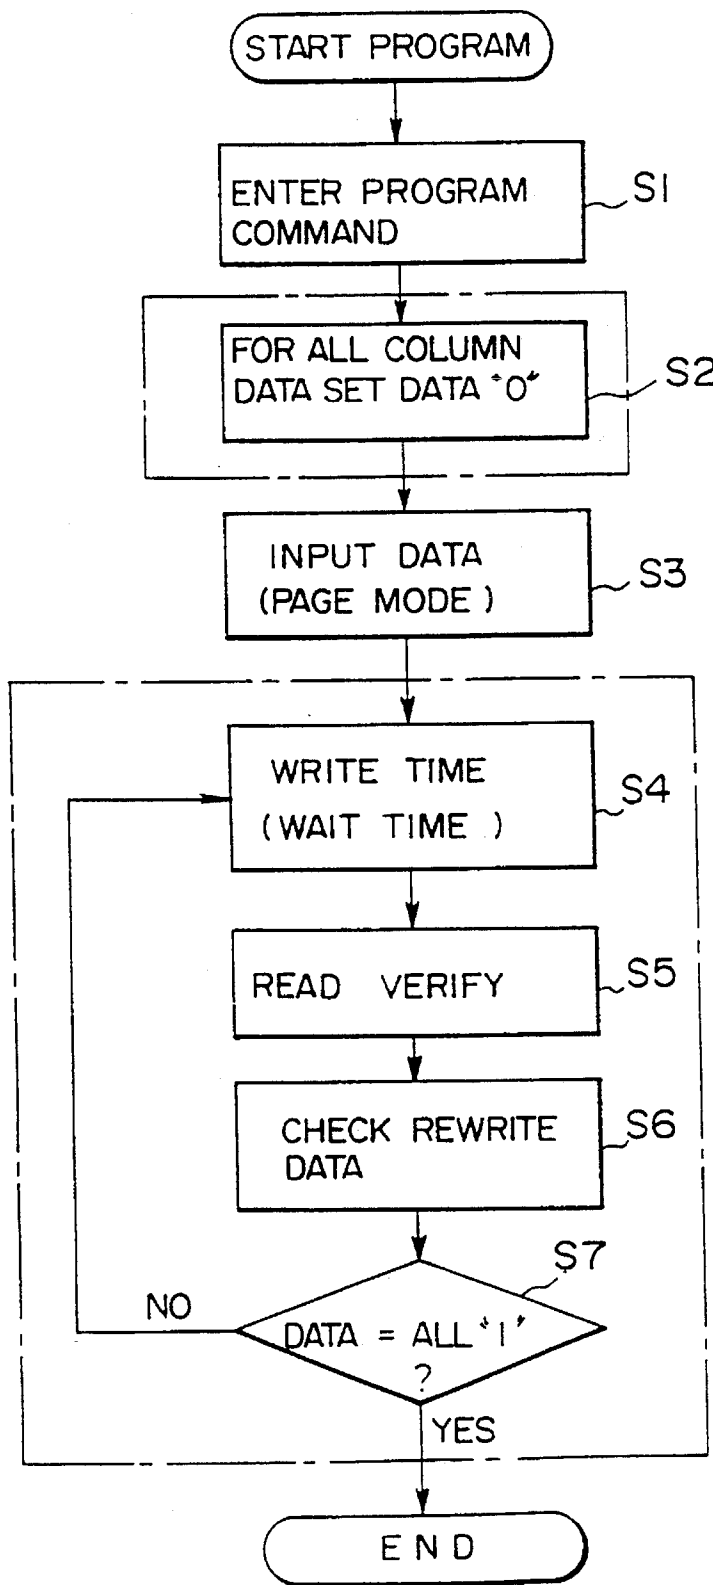 START PROGRAM
ENTER PROGRAM
COMMAND
S1
FOR ALL COLUMN
DATA SET DATA "0"
S2
INPUT DATA
(PAGE MODE)
S3
WRITE TIME
(WAIT TIME)
S4
READ VERIFY
S5
CHECK REWRITE
DATA
S6
S7
NO
DATA = ALL "1"
?
YES
END